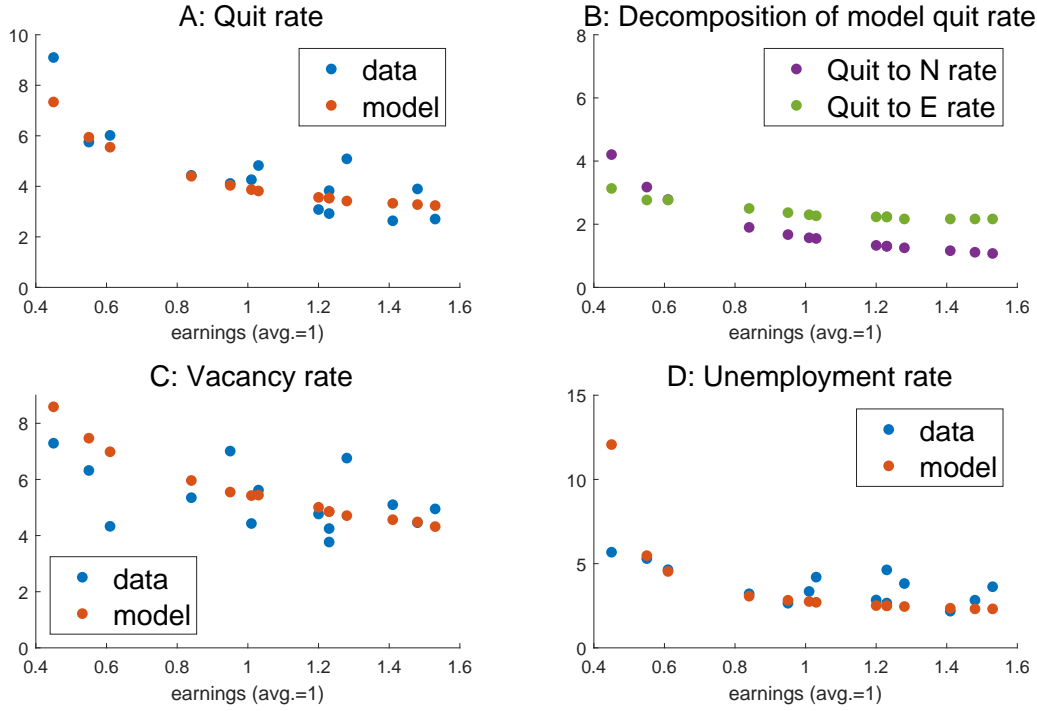 A: Quit rate
10
8
6
4
2
0
data
model
0.4 0.6 0.8 1 1.2 1.4 1.6
earnings (avg.=1)
B: Decomposition of model quit rate
8
6
4
2
0
Quit to N rate
Quit to E rate
0.4 0.6 0.8 1 1.2 1.4 1.6
earnings (avg.=1)
C: Vacancy rate
8
6
4
2
0
data
model
0.4 0.6 0.8 1 1.2 1.4 1.6
earnings (avg.=1)
D: Unemployment rate
15
10
5
0
data
model
0.4 0.6 0.8 1 1.2 1.4 1.6
earnings (avg.=1)